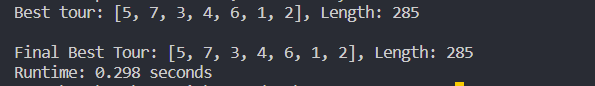 Best tour: [5, 7, 3, 4, 6, 1, 2], Length: 285
Final Best Tour: [5, 7, 3, 4, 6, 1, 2], Length: 285
Runtime: 0.298 seconds